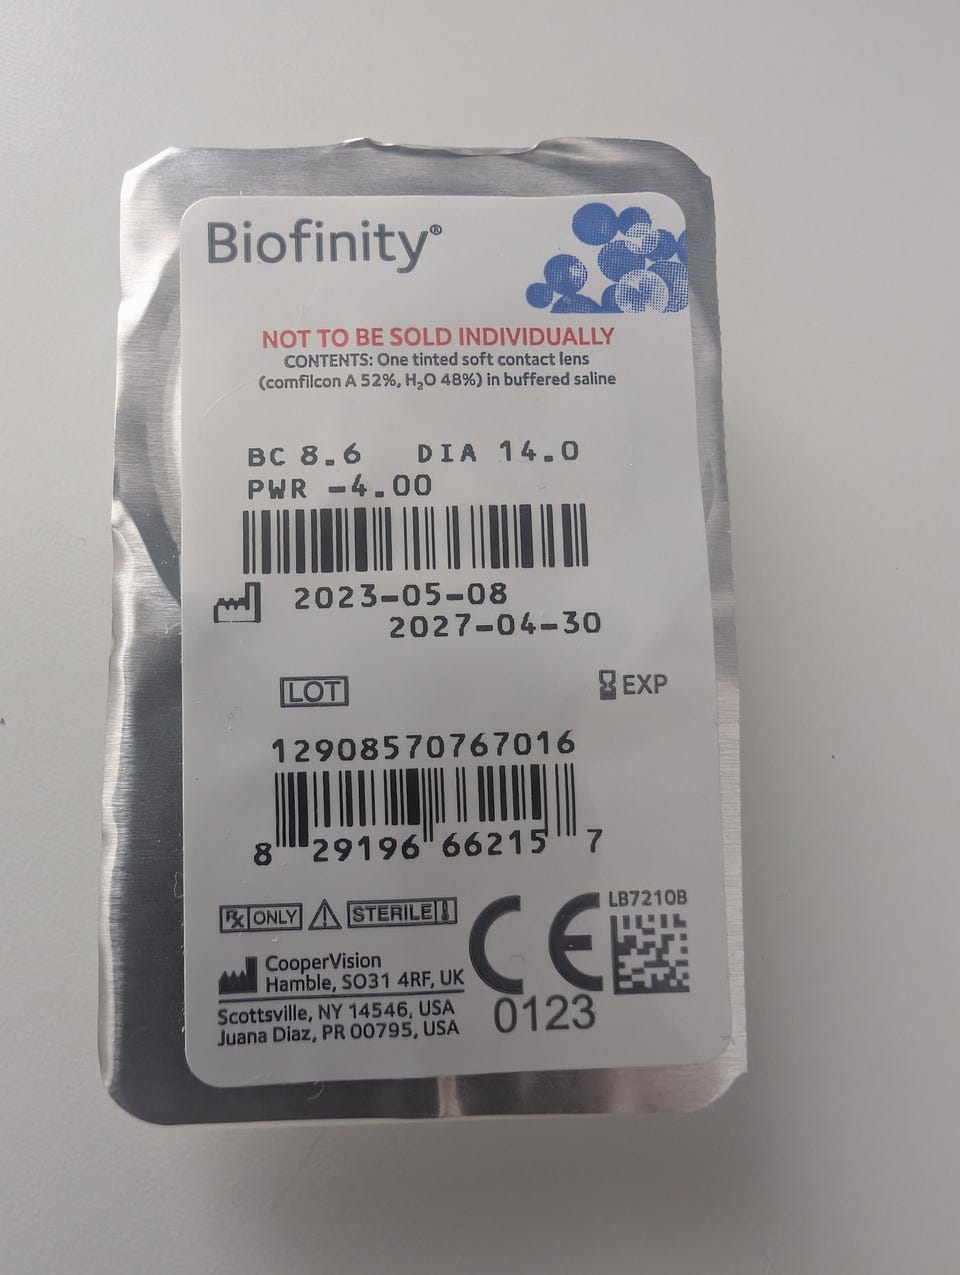 Biofinity®
NOT TO BE SOLD INDIVIDUALLY
CONTENTS: One tinted soft contact lens
(comfilcon A 52%, H₂O 48%) in buffered saline
BC 8.6 DIA 14.0
PWR -4.00
2023-05-08
2027-04-30
LOT EXP
12908570767016
8 29196 66215 7
Rx ONLY STERILE CE LB7210B
CooperVision
Hamble, SO31 4RF, UK
Scottsville, NY 14546, USA 0123
Juana Diaz, PR 00795, USA